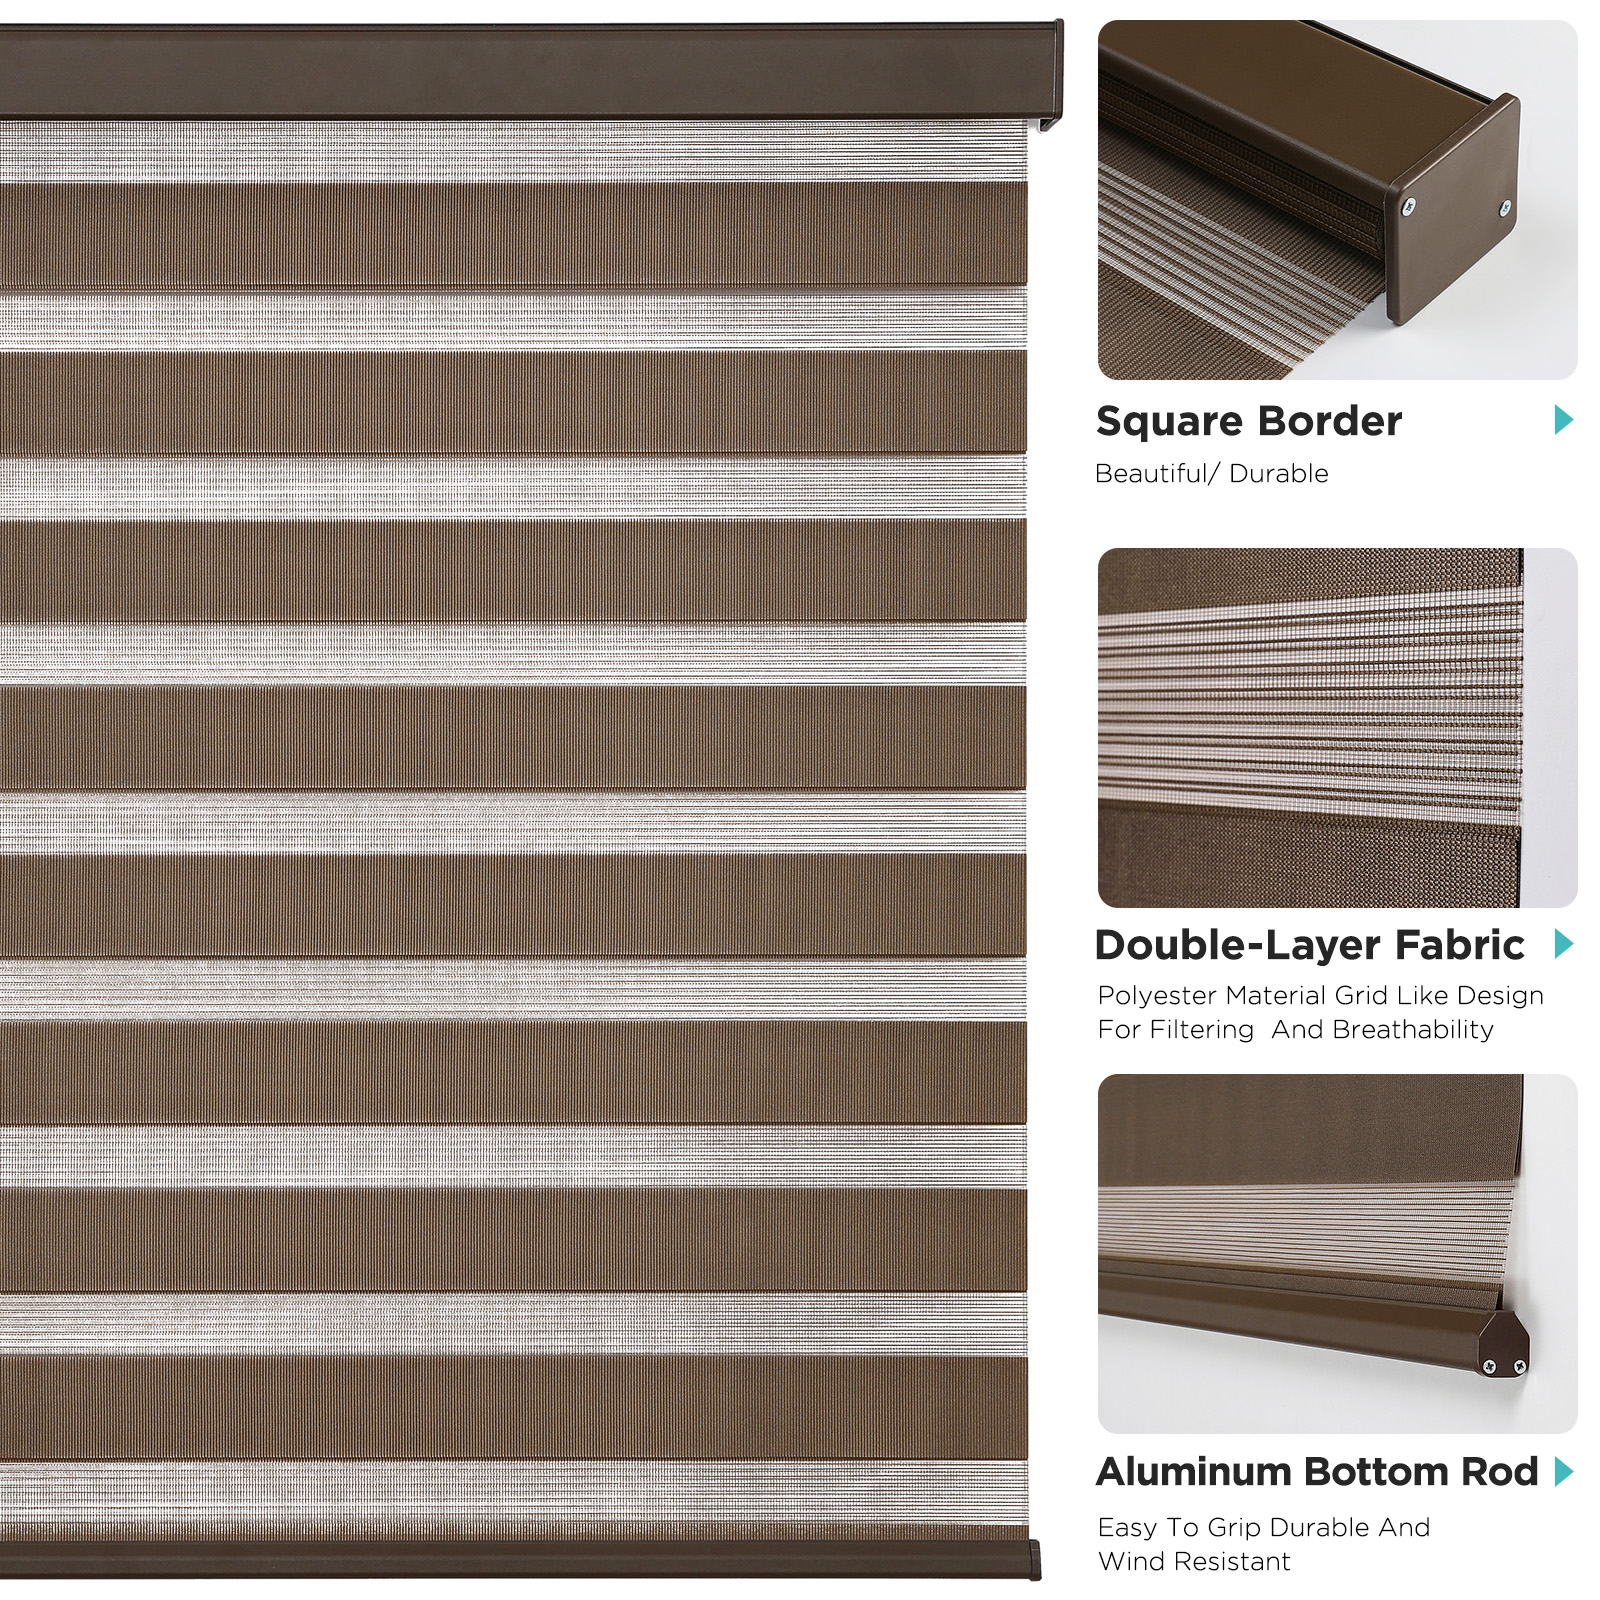 Square Border
Beautiful/ Durable
Double-Layer Fabric
Polyester Material Grid Like Design
For Filtering  And Breathability
Aluminum Bottom Rod
Easy To Grip Durable And
Wind Resistant